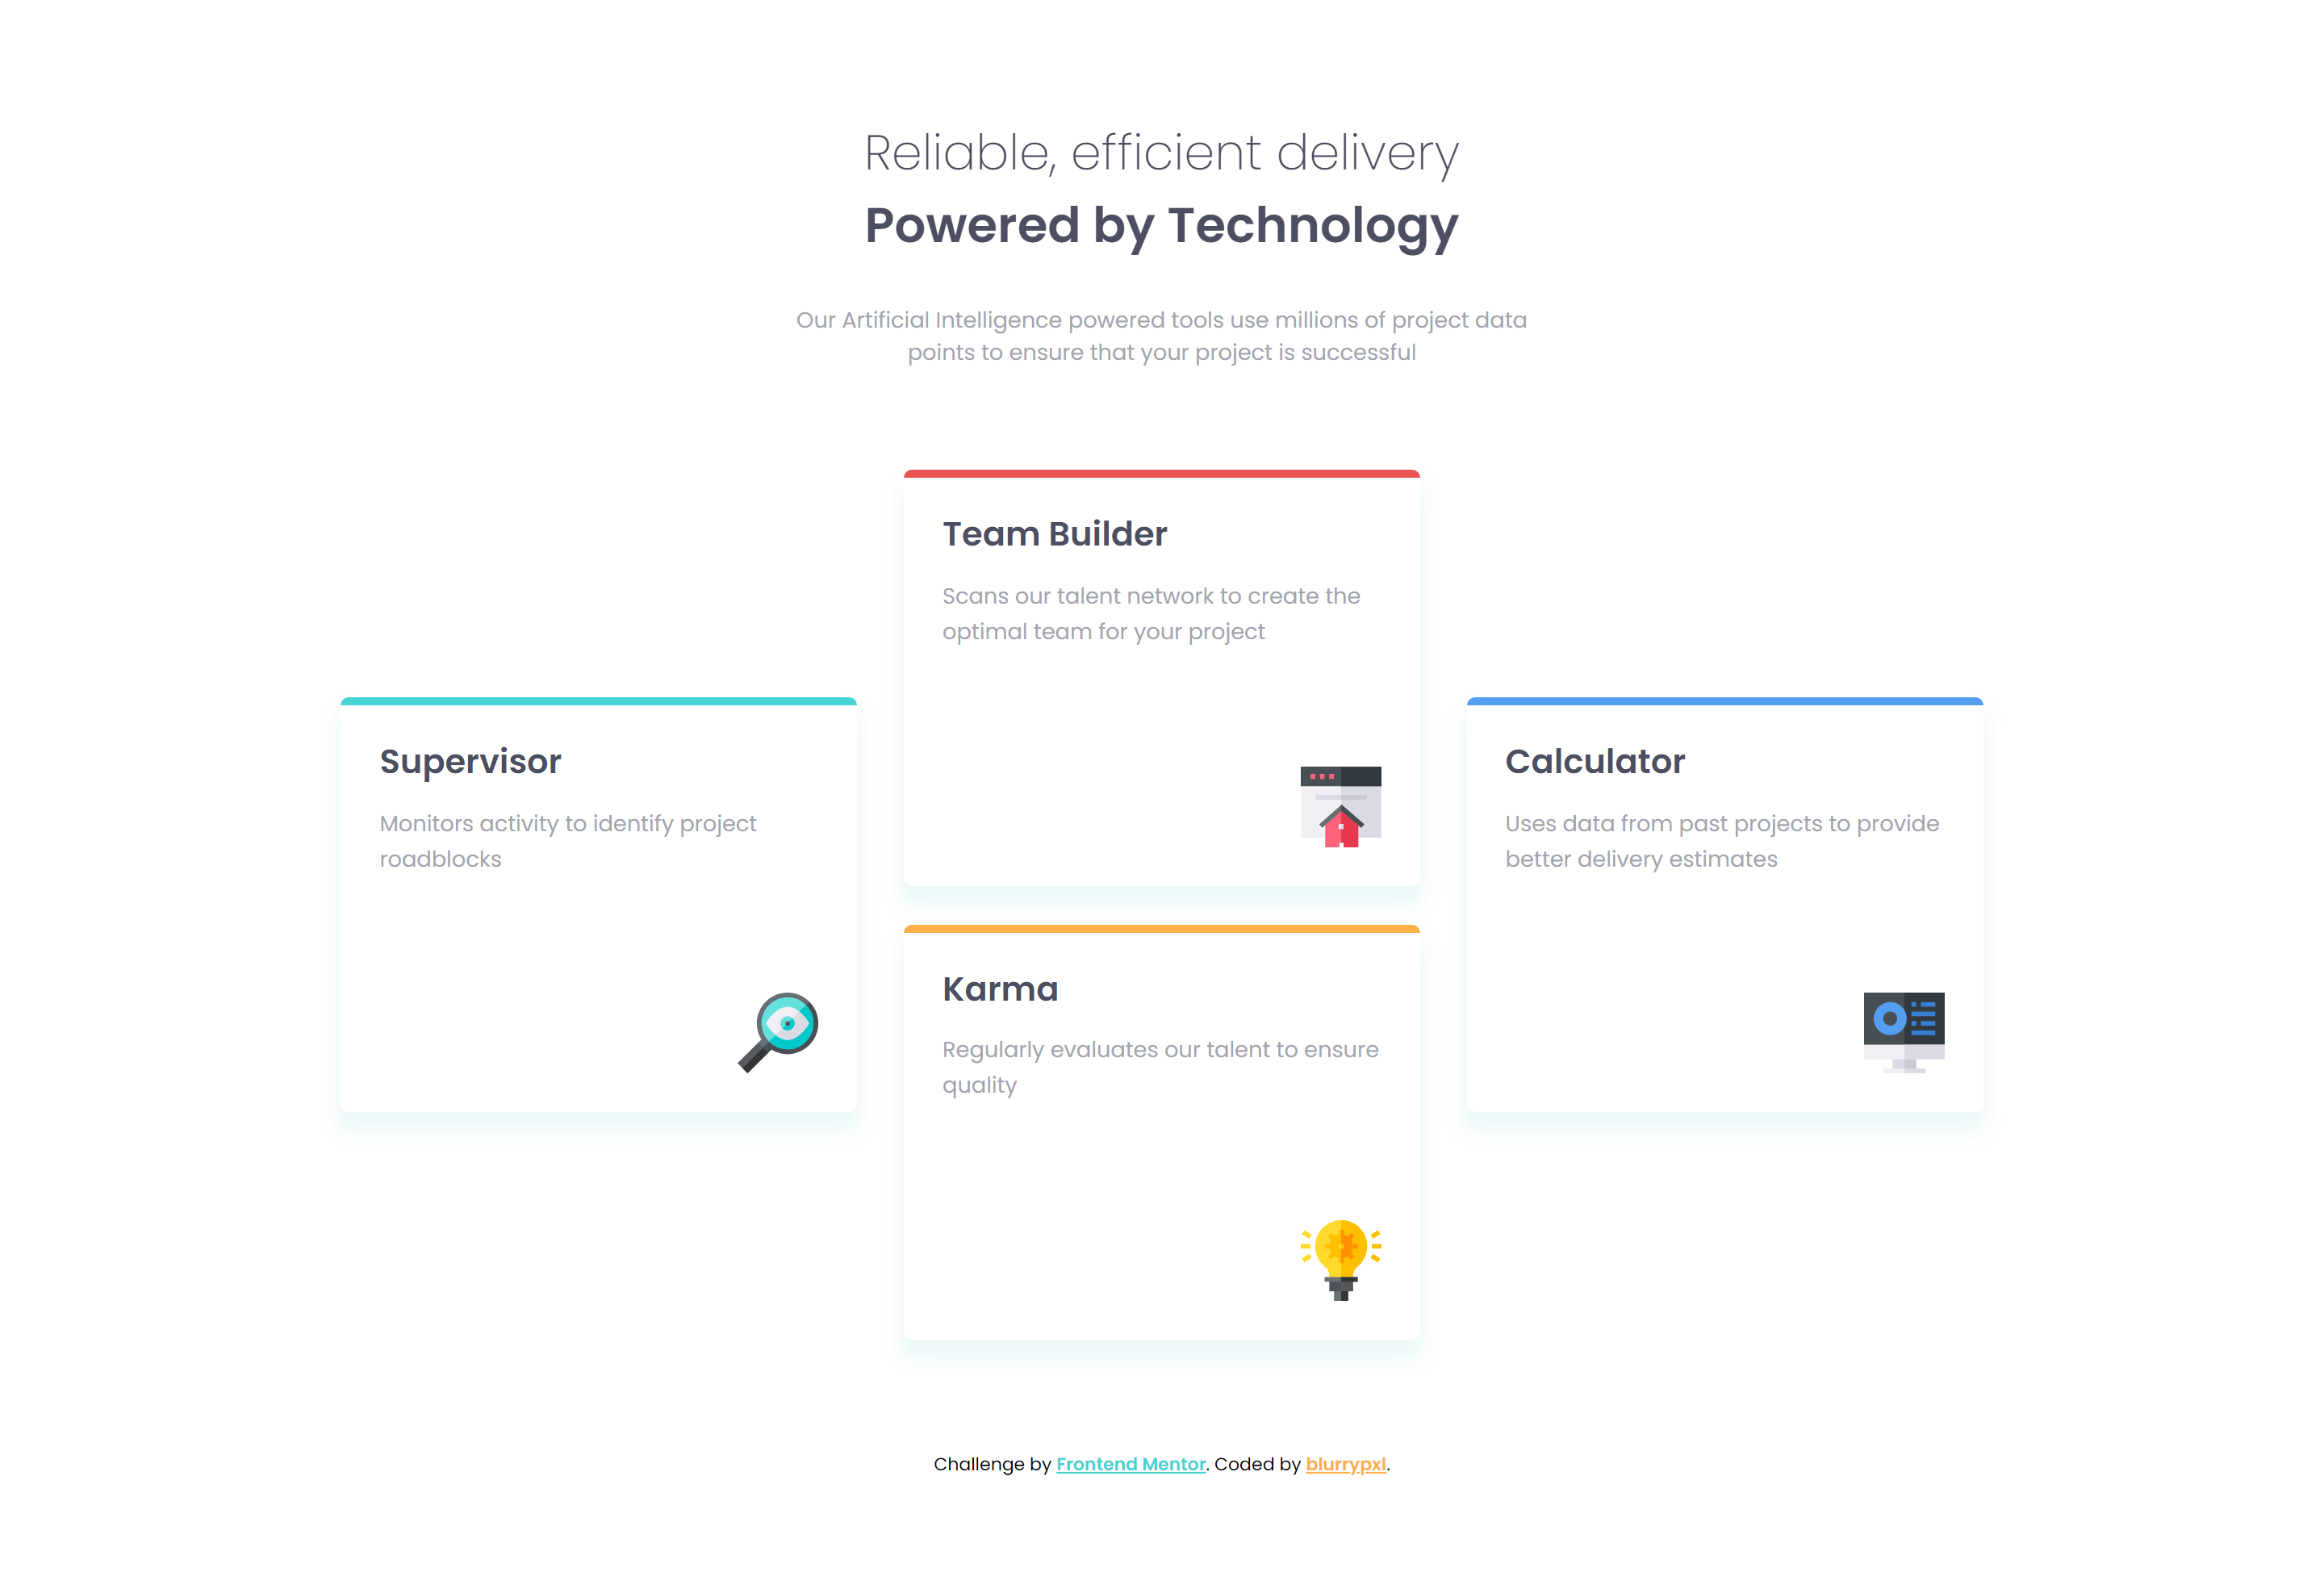 Reliable, efficient delivery
Powered by Technology
Our Artificial Intelligence powered tools use millions of project data
points to ensure that your project is successful
Team Builder
Scans our talent network to create the
optimal team for your project
Supervisor
Monitors activity to identify project
roadblocks
Calculator
Uses data from past projects to provide
better delivery estimates
Karma
Regularly evaluates our talent to ensure
quality
Challenge by Frontend Mentor. Coded by blurrypxl.